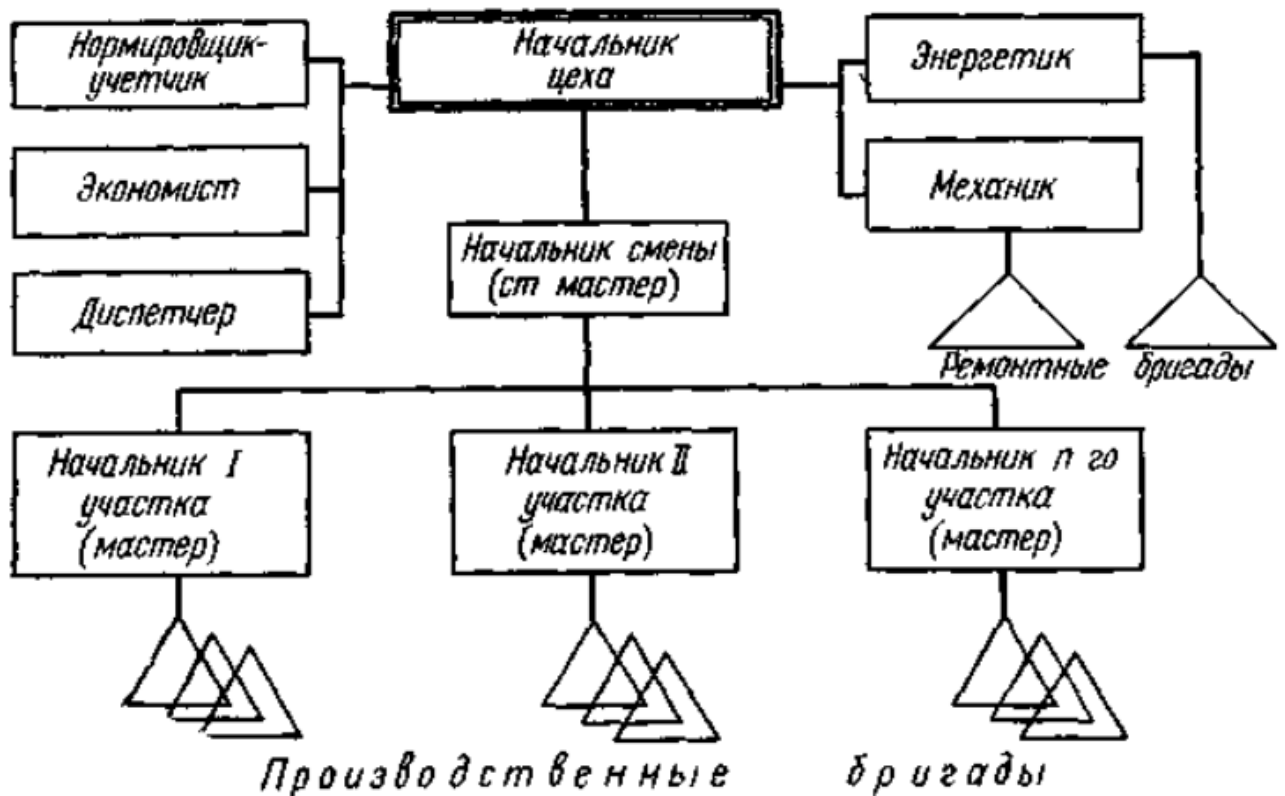 Нормировщик-
учетчик
Начальник
цеха
Энергетик
Экономист
Механик
Диспетчер
Начальник смены
(ст мастер)
Ремонтные бригады
Начальник I
участка
(мастер)
Начальник II
участка
(мастер)
Начальник n го
участка
(мастер)
Производственные бригады